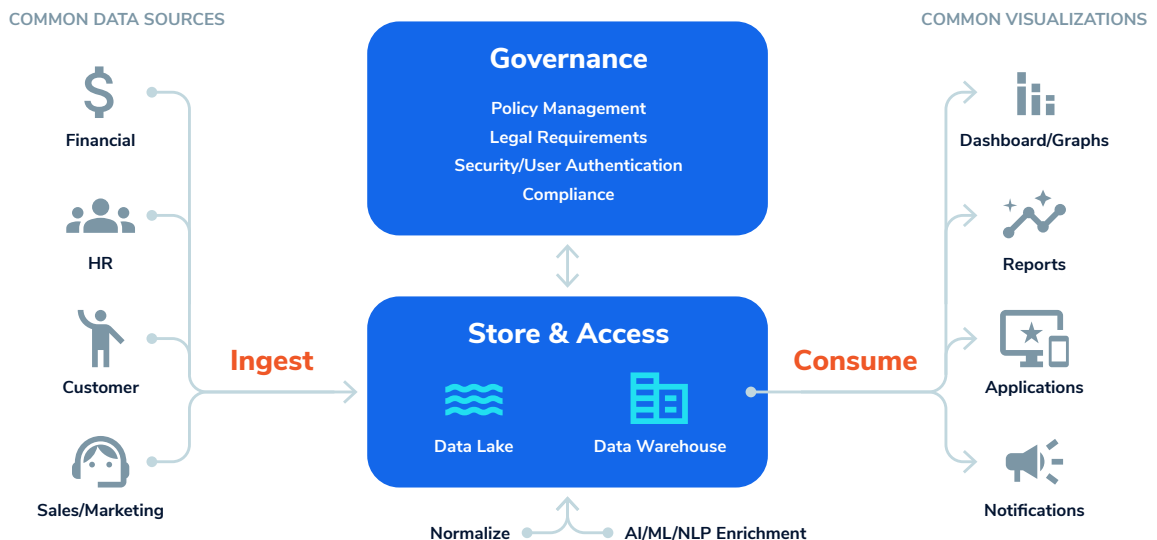 COMMON DATA SOURCES
Financial
HR
Customer
Sales/Marketing
Ingest
Governance
Policy Management
Legal Requirements
Security/User Authentication
Compliance
Store & Access
Data Lake
Data Warehouse
Normalize
AI/ML/NLP Enrichment
Consume
COMMON VISUALIZATIONS
Dashboard/Graphs
Reports
Applications
Notifications